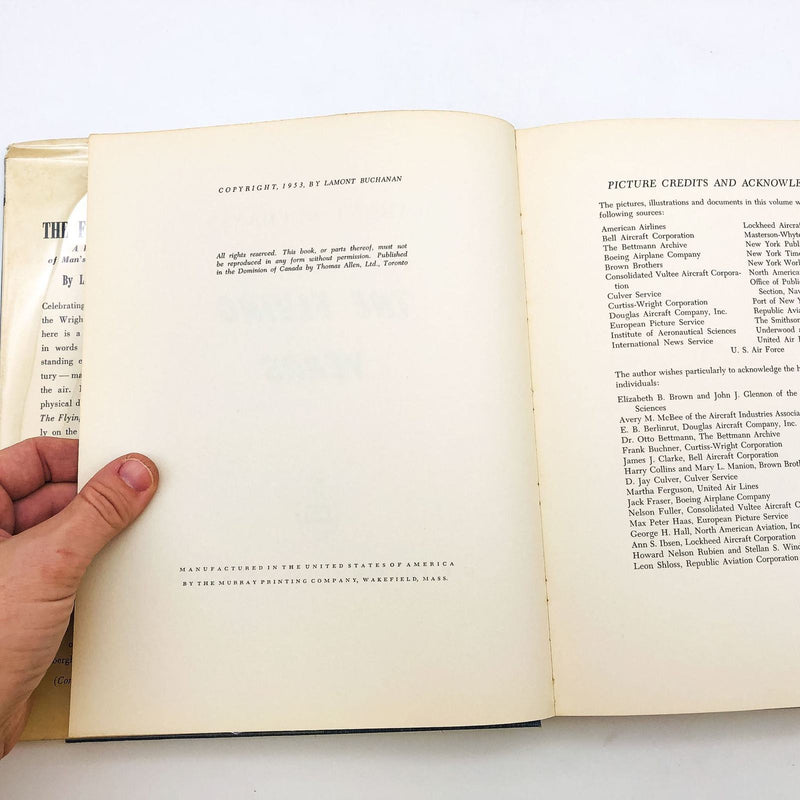 THE F
A
of Man's
By L
Celebrating
the Wrigh
here is a
in words
standing e
tury — ma
the air. I
physical d
The Flying
ly on the
o
bergh
(Con
COPYRIGHT, 1953, BY LAMONT BUCHANAN
All rights reserved. This book, or parts thereof, must not
be reproduced in any form without permission. Published
in the Dominion of Canada by Thomas Allen, Ltd., Toronto
MANUFACTURED IN THE UNITED STATES OF AMERICA
BY THE MURRAY PRINTING COMPANY, WAKEFIELD, MASS.
PICTURE CREDITS AND ACKNOWLE
The pictures, illustrations and documents in this volume w
following sources:
American Airlines
Bell Aircraft Corporation
The Bettmann Archive
Boeing Airplane Company
Brown Brothers
Consolidated Vultee Aircraft Corpora-
tion
Culver Service
Curtiss-Wright Corporation
Douglas Aircraft Company, Inc.
European Picture Service
Institute of Aeronautical Sciences
International News Service
Lockheed Aircraf
Masterson-Whyte
New York Publi
New York Time
New York Worl
North American
Office of Public
Section, Nav
Port of New Y
Republic Avia
The Smithson
Underwood a
United Air
U. S. Air Force
The author wishes particularly to acknowledge the h
individuals:
Elizabeth B. Brown and John J. Glennon of the
Sciences
Avery M. McBee of the Aircraft Industries Associa
E. B. Berlinrut, Douglas Aircraft Company, Inc.
Dr. Otto Bettmann, The Bettmann Archive
Frank Buchner, Curtiss-Wright Corporation
James J. Clarke, Bell Aircraft Corporation
Harry Collins and Mary L. Manion, Brown Broth
D. Jay Culver, Culver Service
Martha Ferguson, United Air Lines
Jack Fraser, Boeing Airplane Company
Nelson Fuller, Consolidated Vultee Aircraft C
Max Peter Haas, European Picture Service
George H. Hall, North American Aviation, Inc
Ann S. Ibsen, Lockheed Aircraft Corporation
Howard Nelson Rubien and Stellan S. Wind
Leon Shloss, Republic Aviation Corporation